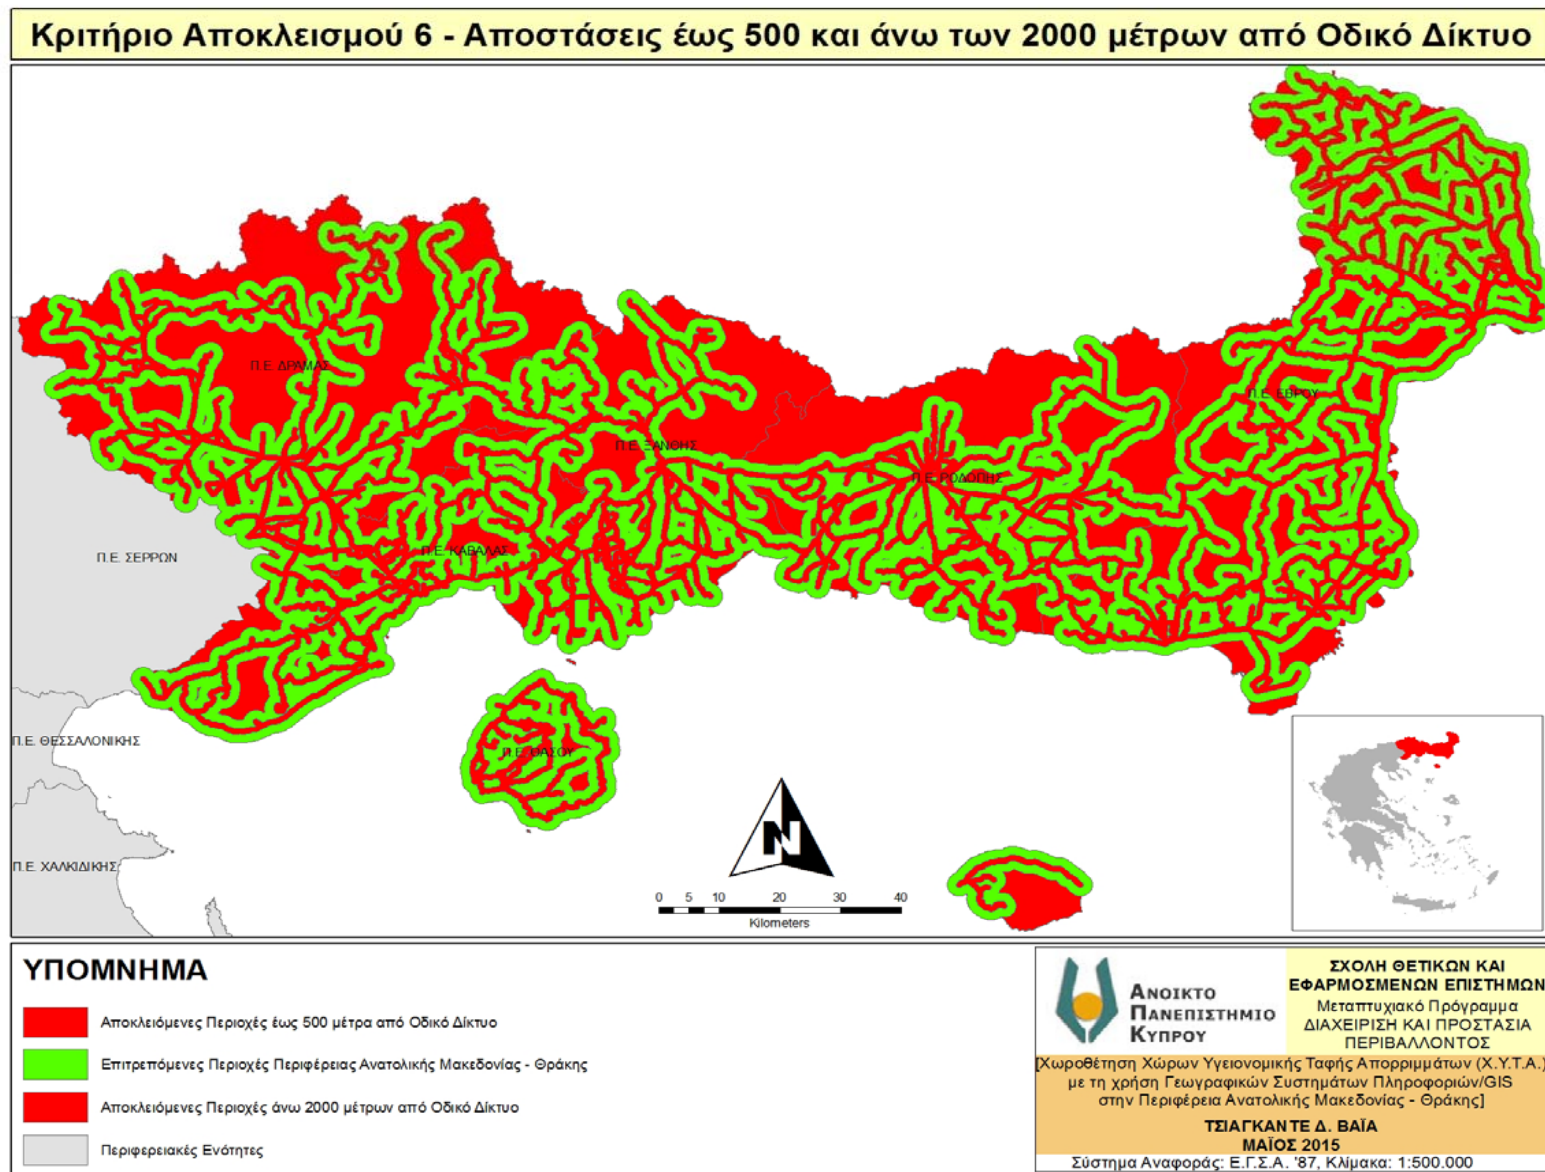 Κριτήριο Αποκλεισμού 6 - Αποστάσεις έως 500 και άνω των 2000 μέτρων από Οδικό Δίκτυο
Π.Ε. ΔΡΑΜΑΣ
Π.Ε. ΕΒΡΟΥ
Π.Ε. ΞΑΝΘΗΣ
Π.Ε. ΡΟΔΟΠΗΣ
Π.Ε. ΚΑΒΑΛΑΣ
Π.Ε. ΣΕΡΡΩΝ
Π.Ε. ΘΕΣΣΑΛΟΝΙΚΗΣ
Π.Ε. ΘΑΣΟΥ
Π.Ε. ΧΑΛΚΙΔΙΚΗΣ
N
0 5 10 20 30 40
Kilometers
ΥΠΟΜΝΗΜΑ
Αποκλειόμενες Περιοχές έως 500 μέτρα από Οδικό Δίκτυο
Επιτρεπόμενες Περιοχές Περιφέρειας Ανατολικής Μακεδονίας - Θράκης
Αποκλειόμενες Περιοχές άνω 2000 μέτρων από Οδικό Δίκτυο
Περιφερειακές Ενότητες
ΑΝΟΙΚΤΟ
ΠΑΝΕΠΙΣΤΗΜΙΟ
ΚΥΠΡΟΥ
ΣΧΟΛΗ ΘΕΤΙΚΩΝ ΚΑΙ
ΕΦΑΡΜΟΣΜΕΝΩΝ ΕΠΙΣΤΗΜΩΝ
Μεταπτυχιακό Πρόγραμμα
ΔΙΑΧΕΙΡΙΣΗ ΚΑΙ ΠΡΟΣΤΑΣΙΑ
ΠΕΡΙΒΑΛΛΟΝΤΟΣ
[Χωροθέτηση Χώρων Υγειονομικής Ταφής Απορριμμάτων (Χ.Υ.Τ.Α.)
με τη χρήση Γεωγραφικών Συστημάτων Πληροφοριών/GIS
στην Περιφέρεια Ανατολικής Μακεδονίας - Θράκης]
ΤΣΙΑΓΚΑΝΤΕ Δ. ΒΑΪΑ
ΜΑΪΟΣ 2015
Σύστημα Αναφοράς: Ε.Γ.Σ.Α. '87, Κλίμακα: 1:500.000